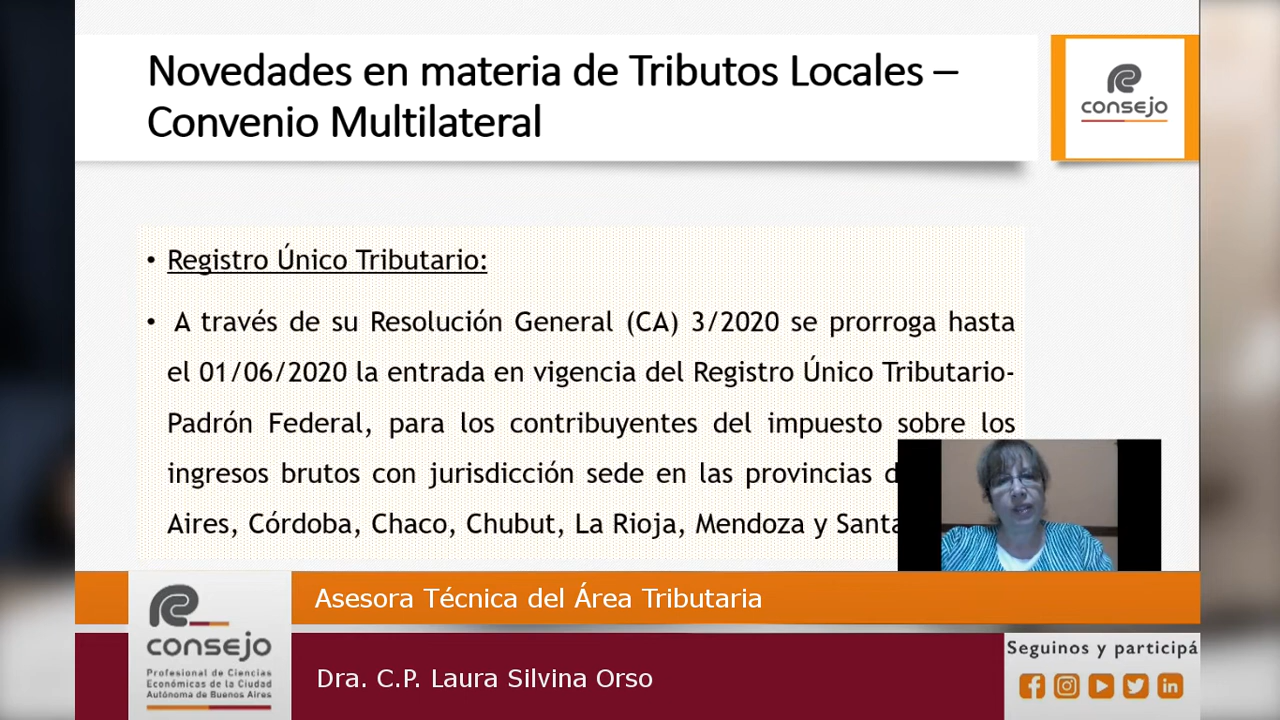 Novedades en materia de Tributos Locales –
Convenio Multilateral
consejo
• Registro Único Tributario:
• A través de su Resolución General (CA) 3/2020 se prorroga hasta
el 01/06/2020 la entrada en vigencia del Registro Único Tributario-
Padrón Federal, para los contribuyentes del impuesto sobre los
ingresos brutos con jurisdicción sede en las provincias
Aires, Córdoba, Chaco, Chubut, La Rioja, Mendoza y Santa
Asesora Técnica del Área Tributaria
consejo
Profesional de Ciencias
Económicas de la Ciudad
Autónoma de Buenos Aires
Dra. C.P. Laura Silvina Orso
Seguinos y participá